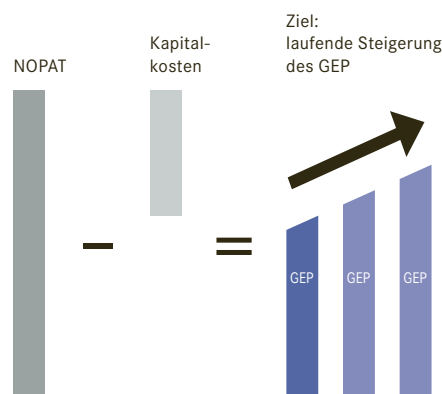 NOPAT
Kapital-
kosten
Ziel:
laufende Steigerung
des GEP
–
=
GEP
GEP
GEP